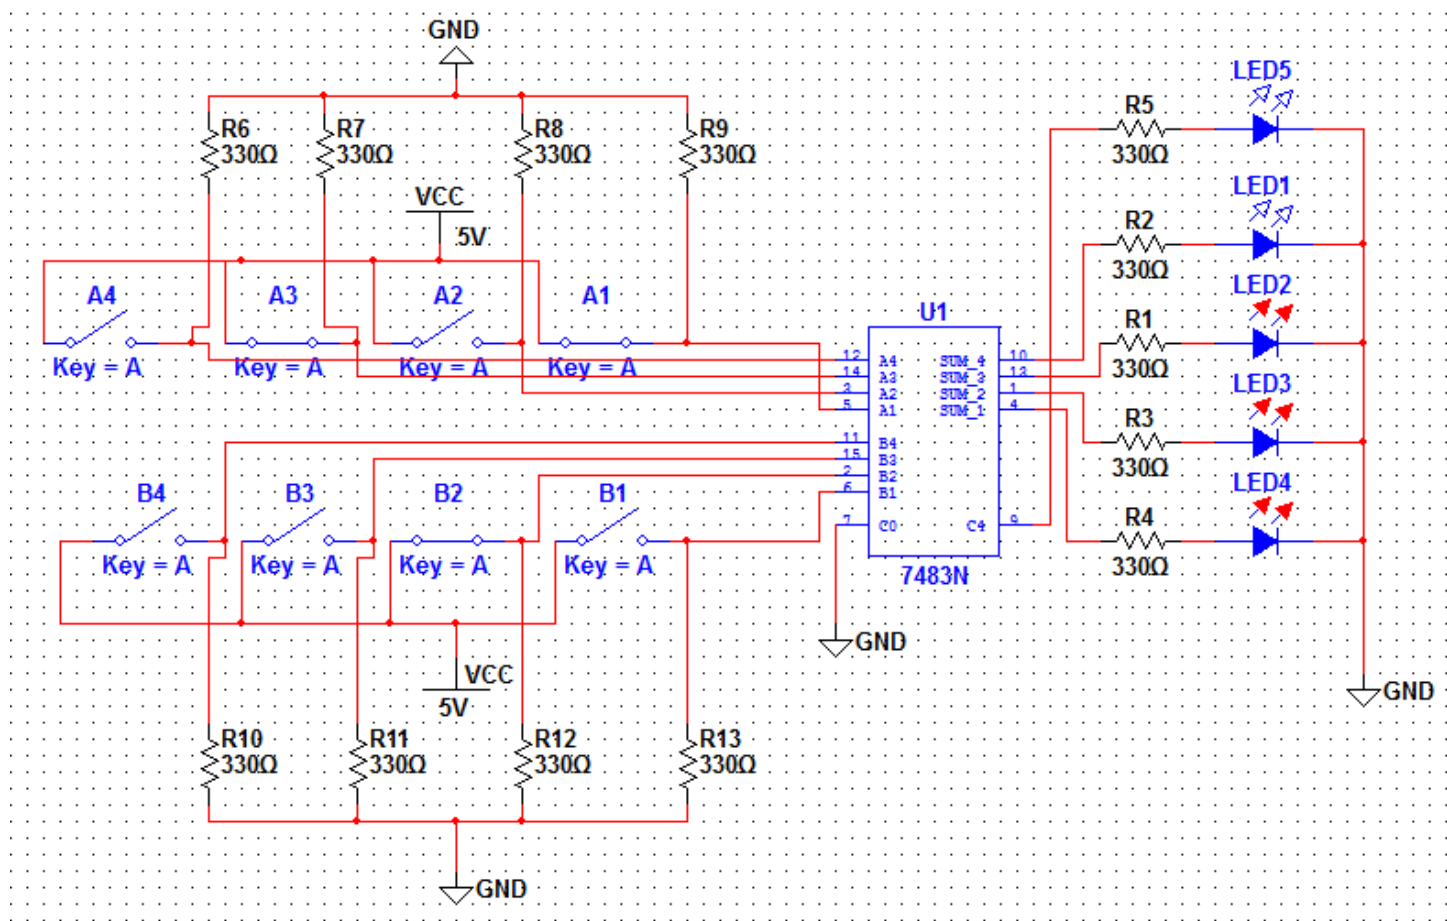 GND
LED5
R5
330Ω
R6
330Ω
R7
330Ω
R8
330Ω
R9
330Ω
VCC
5V
LED1
R2
330Ω
A4
Key = A
A3
Key = A
A2
Key = A
A1
Key = A
LED2
R1
330Ω
U1
12 A4 SUM_4 10
14 A3 SUM_3 13
3 A2 SUM_2 1
5 A1 SUM_1 4
11 B4
15 B3
2 B2
6 B1
7 C0 C4 9
7483N
GND
LED3
R3
330Ω
LED4
R4
330Ω
GND
B4
Key = A
B3
Key = A
B2
Key = A
B1
Key = A
VCC
5V
R10
330Ω
R11
330Ω
R12
330Ω
R13
330Ω
GND